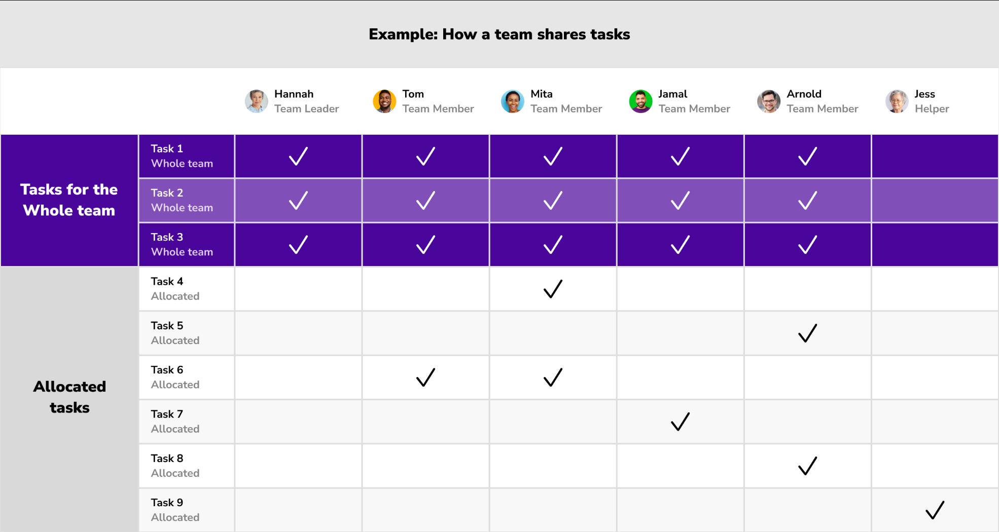 Example: How a team shares tasks
Hannah
Team Leader
Tom
Team Member
Mita
Team Member
Jamal
Team Member
Arnold
Team Member
Jess
Helper
Tasks for the
Whole team
Task 1
Whole team
Task 2
Whole team
Task 3
Whole team
Allocated
tasks
Task 4
Allocated
Task 5
Allocated
Task 6
Allocated
Task 7
Allocated
Task 8
Allocated
Task 9
Allocated